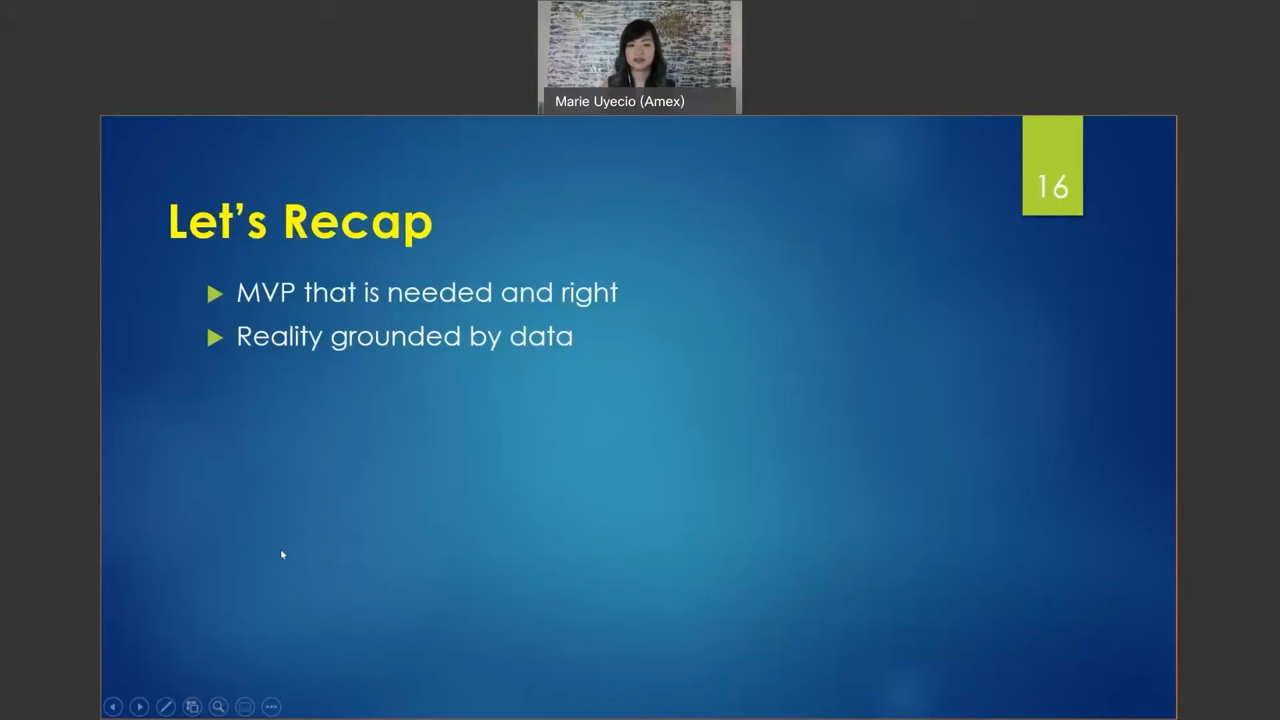 Marie Uyecio (Amex)
16
Let's Recap
MVP that is needed and right
Reality grounded by data